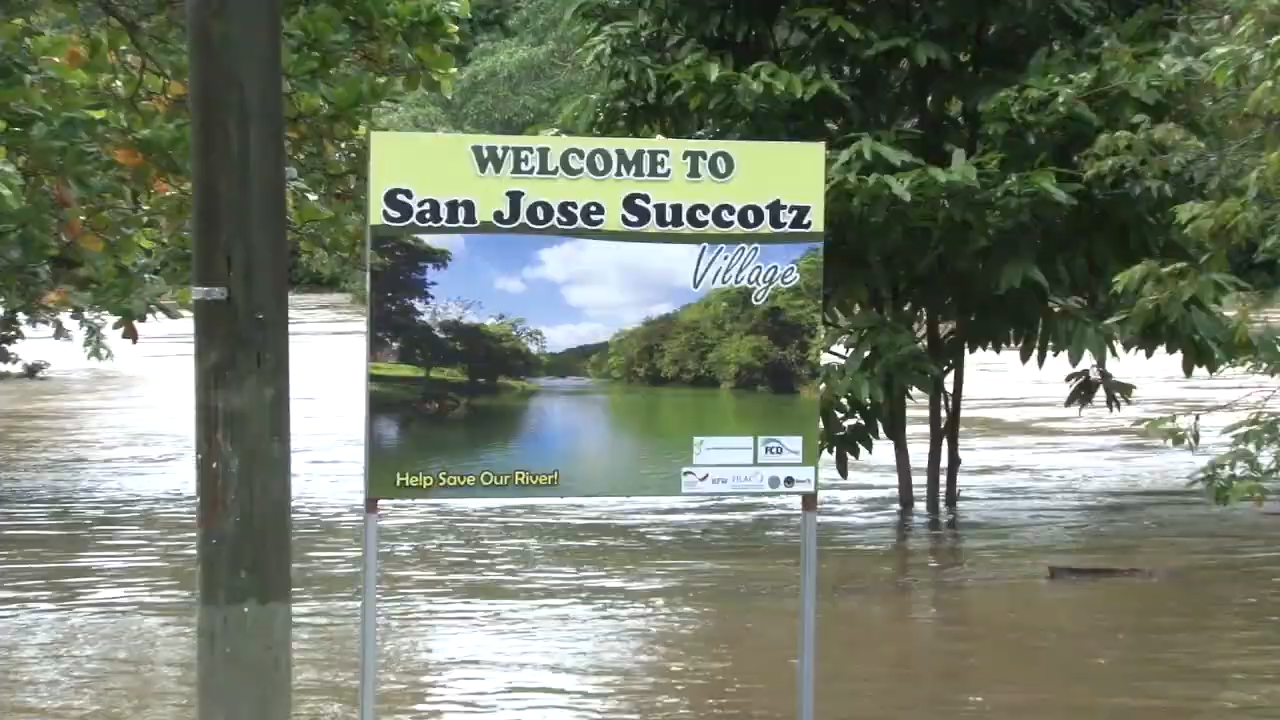 WELCOME TO
San Jose Succotz
Village
Help Save Our River!
FCD